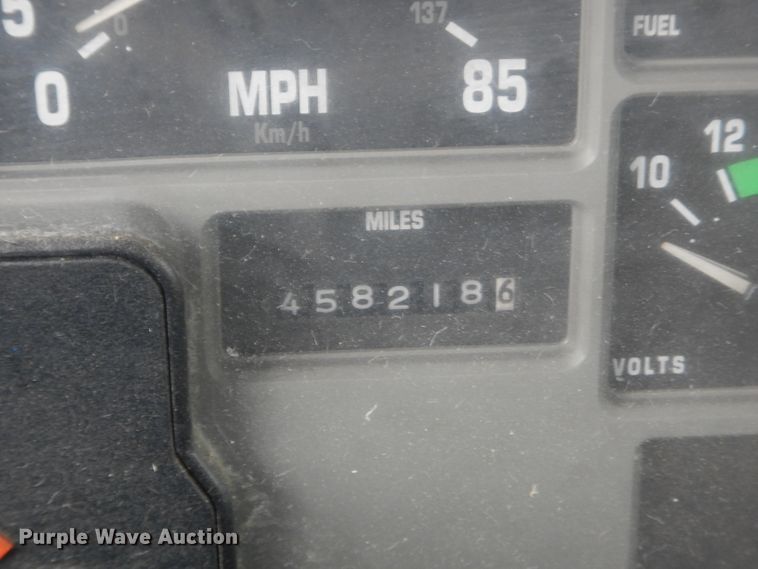 5
0
137
FUEL
0
MPH
85
Km/h
12
10
MILES
4582186
VOLTS
Purple Wave Auction